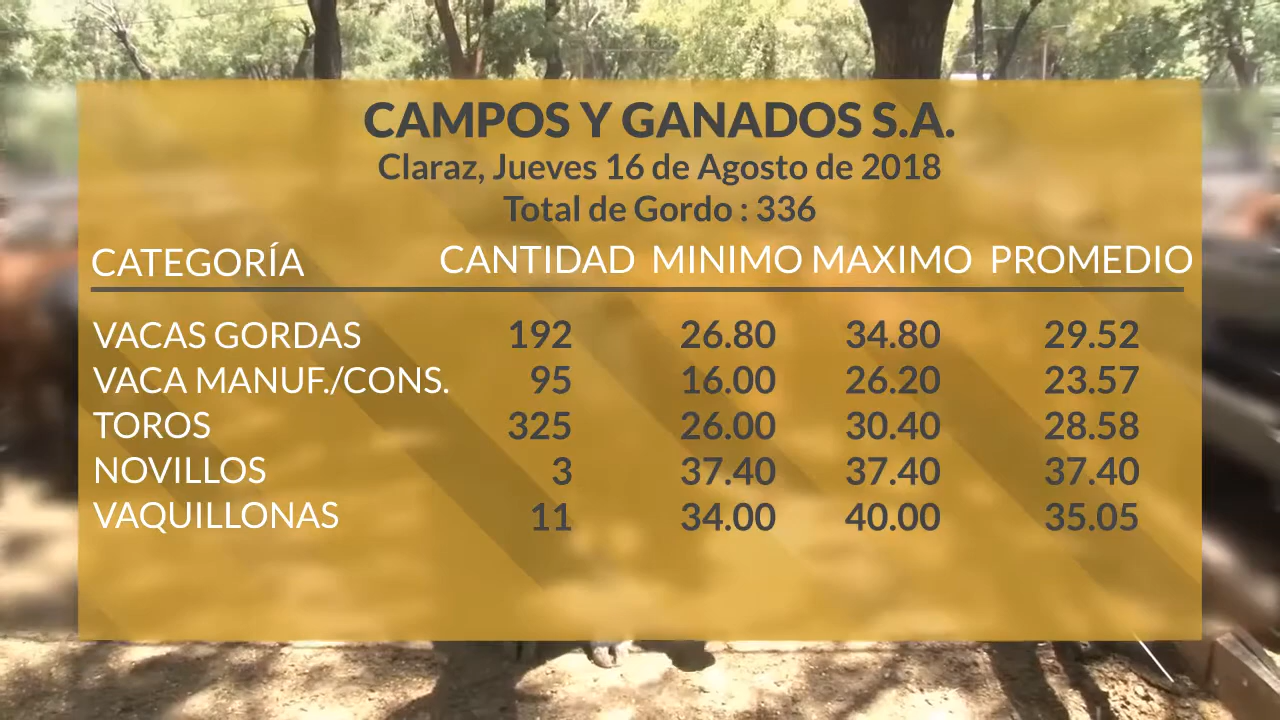 CAMPOS Y GANADOS S.A.
Claraz, Jueves 16 de Agosto de 2018
Total de Gordo : 336
CATEGORÍA CANTIDAD MINIMO MAXIMO PROMEDIO
VACAS GORDAS 192 26.80 34.80 29.52
VACA MANUF./CONS. 95 16.00 26.20 23.57
TOROS 325 26.00 30.40 28.58
NOVILLOS 3 37.40 37.40 37.40
VAQUILLONAS 11 34.00 40.00 35.05